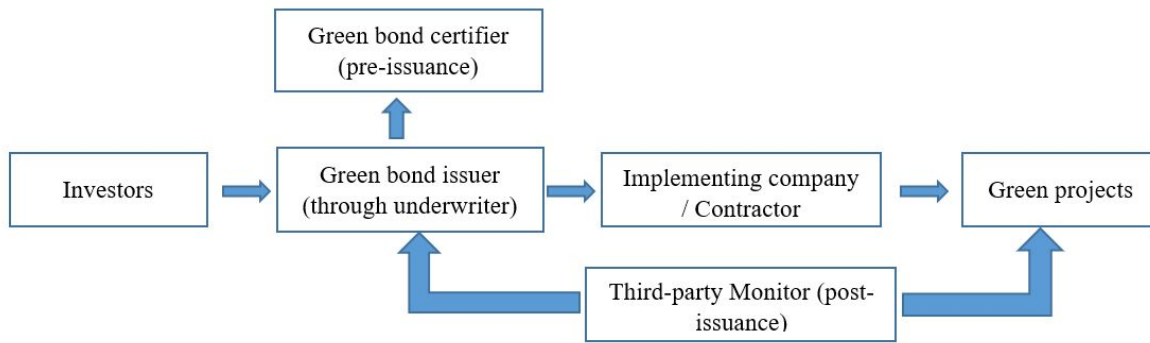 Green bond certifier
(pre-issuance)
Investors
Green bond issuer
(through underwriter)
Implementing company
/ Contractor
Green projects
Third-party Monitor (post-
issuance)